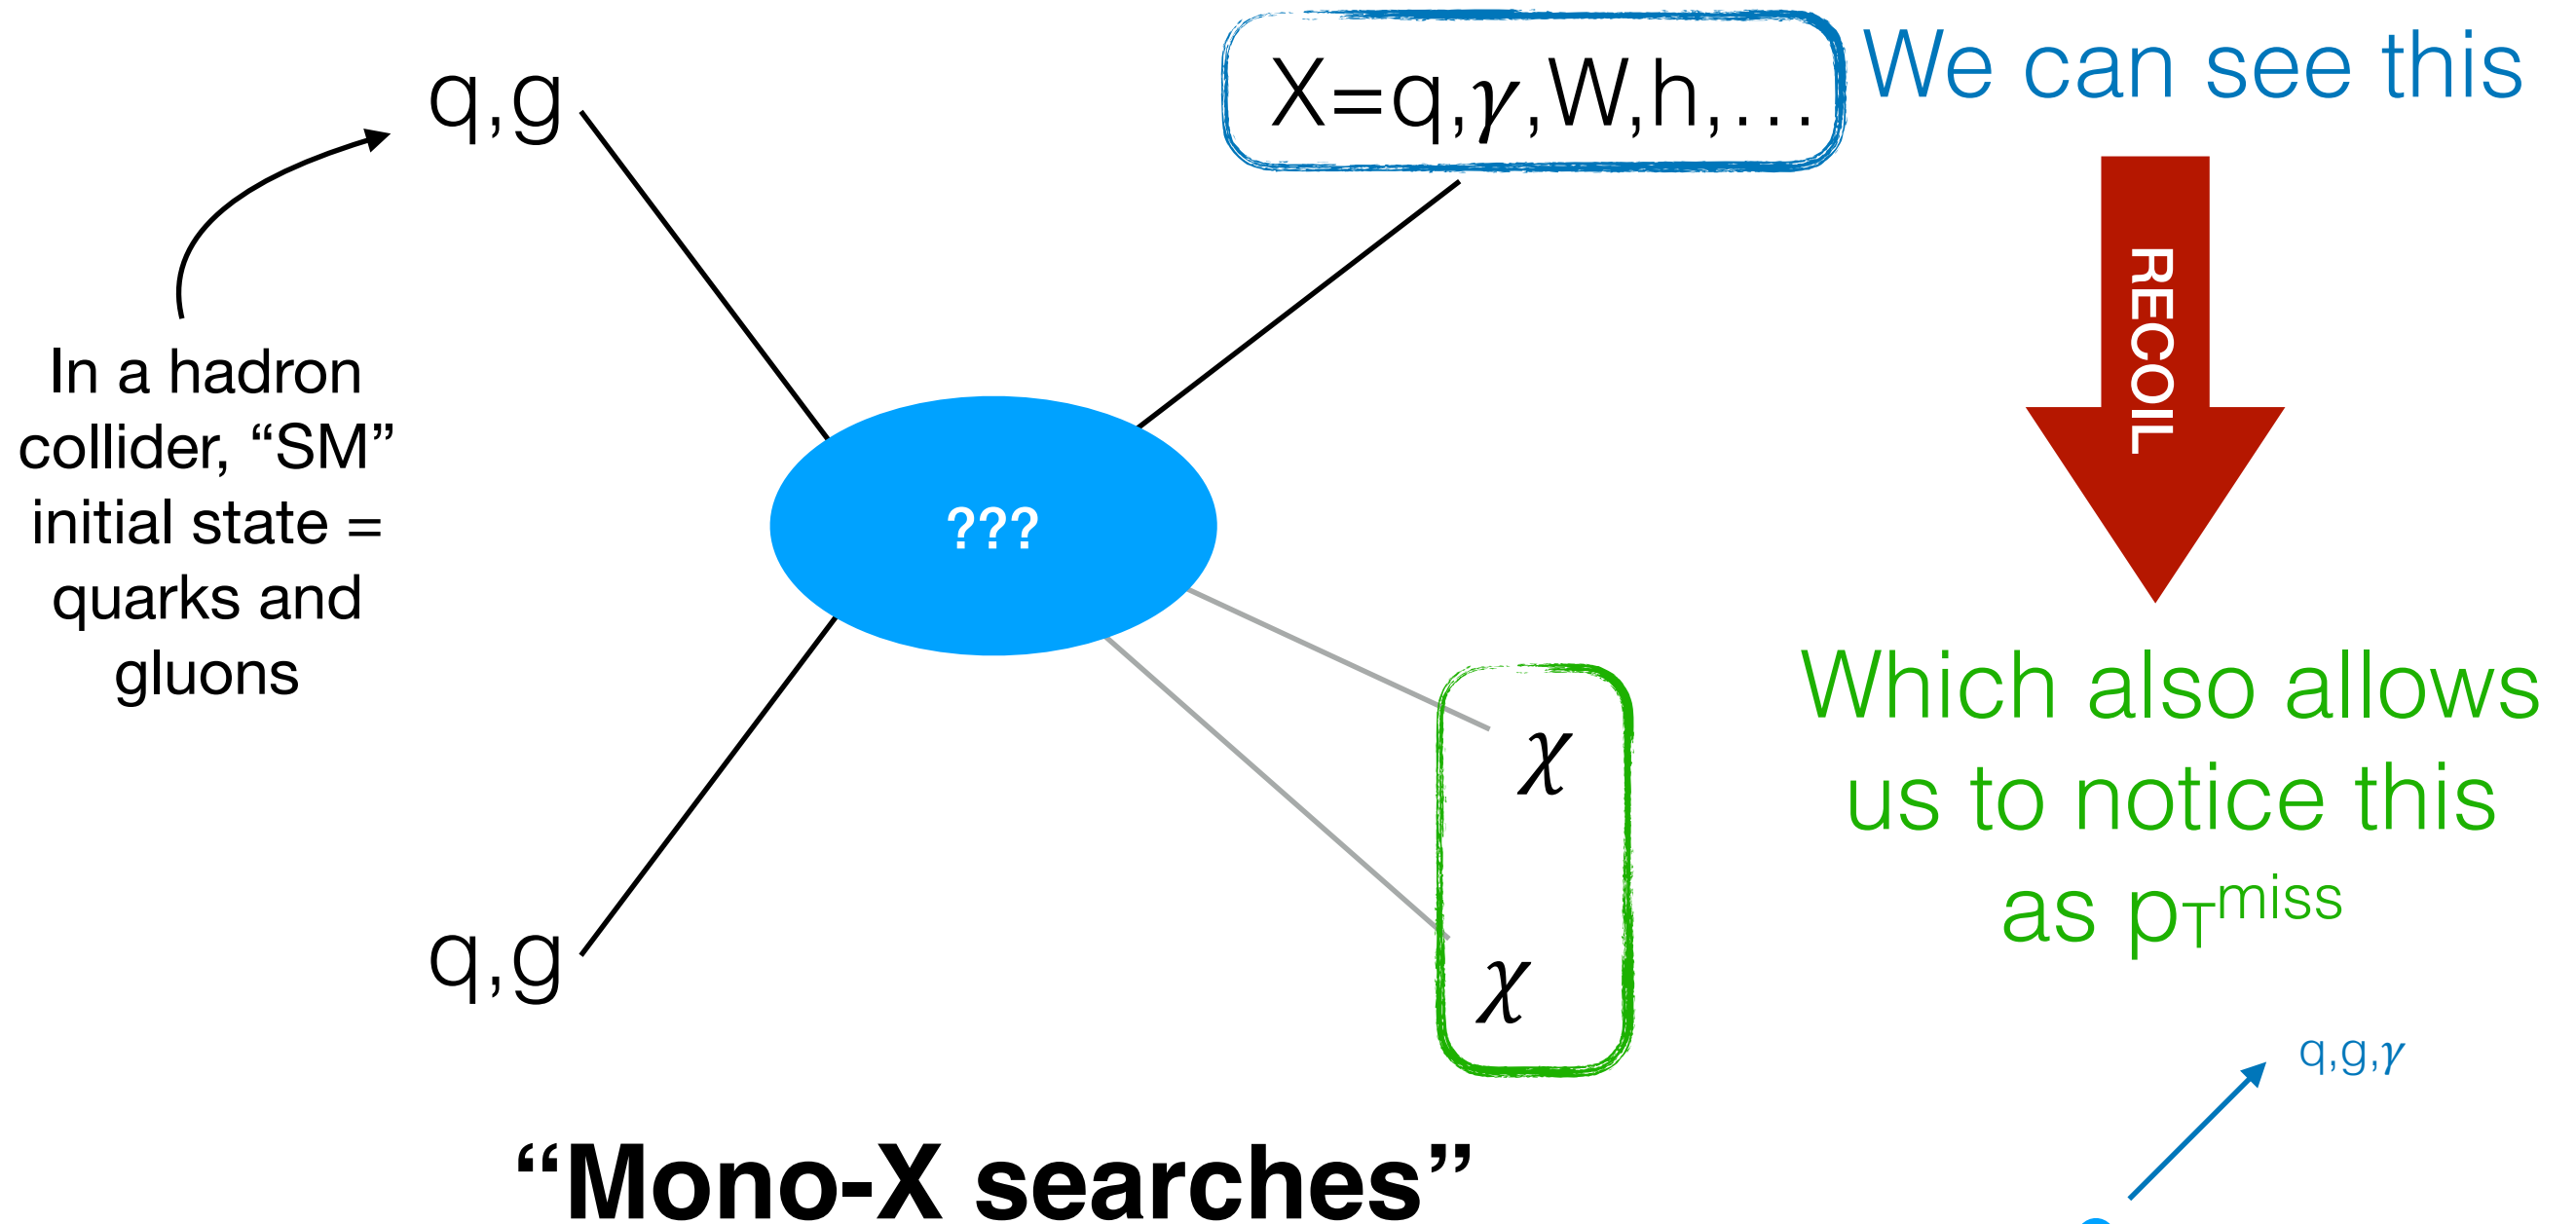 q,g
X=q,γ,W,h,…
We can see this
RECOIL
In a hadron
collider, “SM”
initial state =
quarks and
gluons
???
Which also allows
us to notice this
as pTmiss
χ
χ
q,g
q,g,γ
“Mono-X searches”